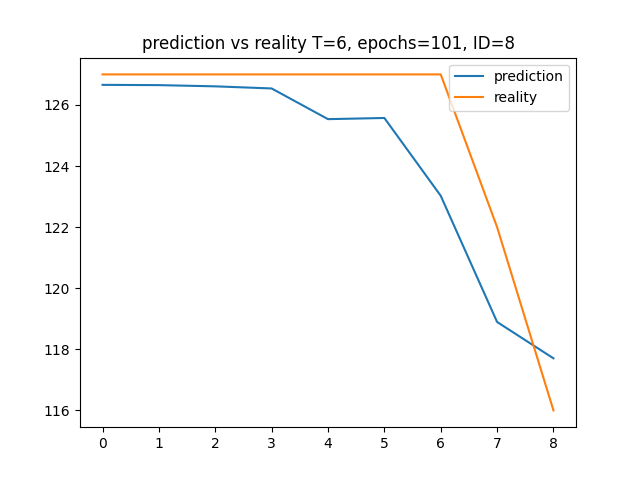 prediction vs reality T=6, epochs=101, ID=8
prediction
reality
126
124
122
120
118
116
0 1 2 3 4 5 6 7 8